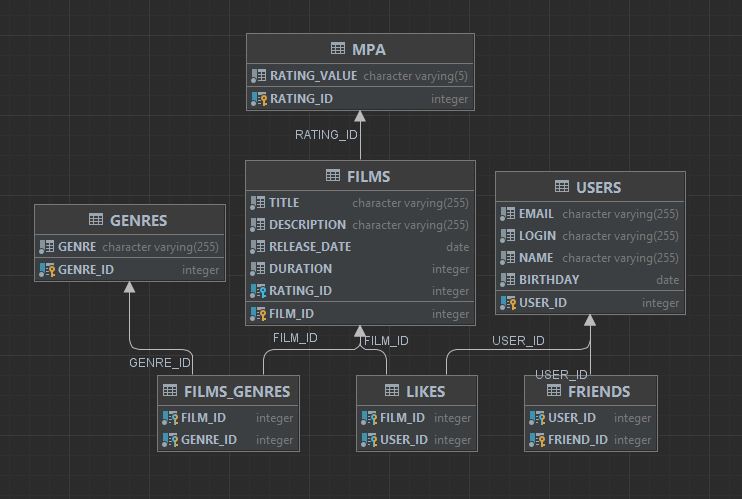 MPA
RATING_VALUE character varying(5)
RATING_ID integer
RATING_ID
FILMS
TITLE character varying(255)
DESCRIPTION character varying(255)
RELEASE_DATE date
DURATION integer
RATING_ID integer
FILM_ID integer
USERS
EMAIL character varying(255)
LOGIN character varying(255)
NAME character varying(255)
BIRTHDAY date
USER_ID integer
GENRES
GENRE character varying(255)
GENRE_ID integer
FILM_ID
FILM_ID
USER_ID
GENRE_ID
USER_ID
FILMS_GENRES
FILM_ID integer
GENRE_ID integer
LIKES
FILM_ID integer
USER_ID integer
FRIENDS
USER_ID integer
FRIEND_ID integer